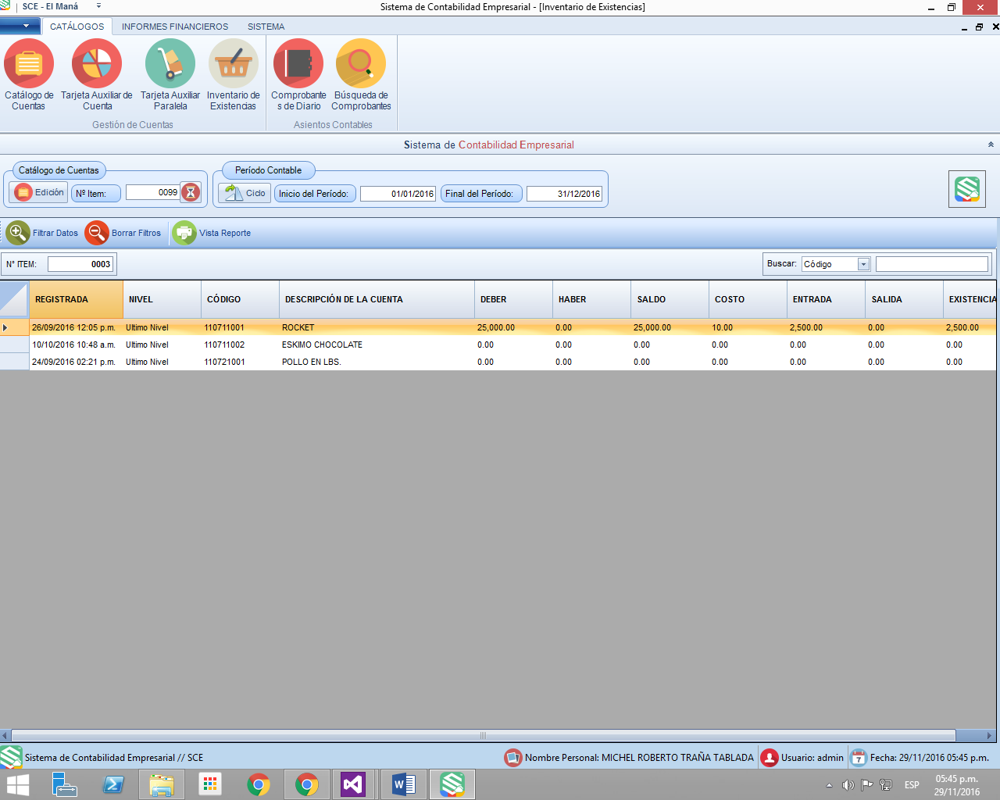 SCE - El Maná
Sistema de Contabilidad Empresarial - [Inventario de Existencias]
CATÁLOGOS
INFORMES FINANCIEROS
SISTEMA
Catálogo de Cuentas
Tarjeta Auxiliar de Cuenta
Tarjeta Auxiliar Paralela
Inventario de Existencias
Comprobante s de Diario
Búsqueda de Comprobantes
Gestión de Cuentas
Asientos Contables
Sistema de Contabilidad Empresarial
Catálogo de Cuentas
Período Contable
Edición
Nº Item:
0099
Ciclo
Inicio del Período:
01/01/2016
Final del Período:
31/12/2016
Filtrar Datos
Borrar Filtros
Vista Reporte
N° ITEM:
0003
Buscar:
Código
REGISTRADA NIVEL CÓDIGO DESCRIPCIÓN DE LA CUENTA DEBER HABER SALDO COSTO ENTRADA SALIDA EXISTENCIA
26/09/2016 12:05 p.m. Ultimo Nivel 110711001 ROCKET 25,000.00 0.00 25,000.00 10.00 2,500.00 0.00 2,500.00
10/10/2016 10:48 a.m. Ultimo Nivel 110711002 ESKIMO CHOCOLATE 0.00 0.00 0.00 0.00 0.00 0.00 0.00
24/09/2016 02:21 p.m. Ultimo Nivel 110721001 POLLO EN LBS. 0.00 0.00 0.00 0.00 0.00 0.00 0.00
Sistema de Contabilidad Empresarial // SCE
Nombre Personal: MICHEL ROBERTO TRAÑA TABLADA
Usuario: admin
7
Fecha: 29/11/2016 05:45 p.m.
ESP
05:45 p.m.
29/11/2016